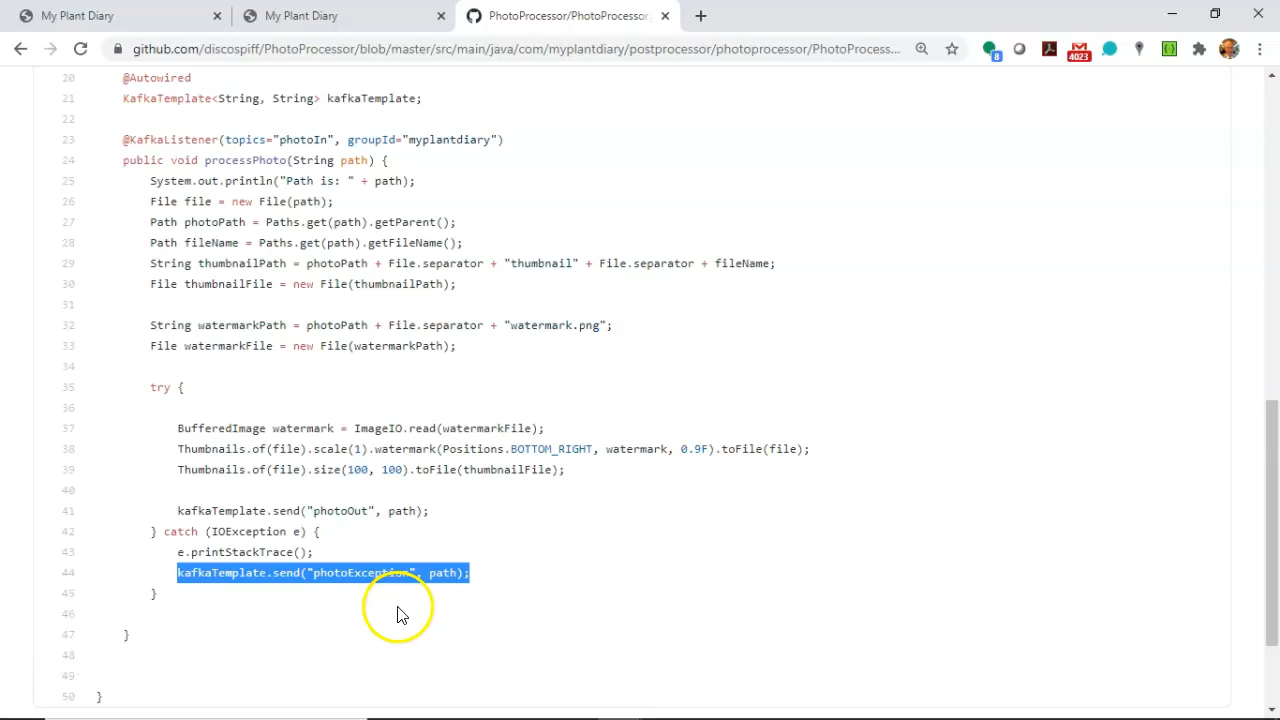 My Plant Diary
My Plant Diary
PhotoProcessor/PhotoProcessor
github.com/discospiff/PhotoProcessor/blob/master/src/main/java/com/myplantdiary/postprocessor/photoprocessor/PhotoProces...
8
4023
20 @Autowired
21 KafkaTemplate<String, String> kafkaTemplate;
22
23 @KafkaListener(topics="photoIn", groupId="myplantdiary")
24 public void processPhoto(String path) {
25 System.out.println("Path is: " + path);
26 File file = new File(path);
27 Path photoPath = Paths.get(path).getParent();
28 Path fileName = Paths.get(path).getFileName();
29 String thumbnailPath = photoPath + File.separator + "thumbnail" + File.separator + fileName;
30 File thumbnailFile = new File(thumbnailPath);
31
32 String watermarkPath = photoPath + File.separator + "watermark.png";
33 File watermarkFile = new File(watermarkPath);
34
35 try {
36
37 BufferedImage watermark = ImageIO.read(watermarkFile);
38 Thumbnails.of(file).scale(1).watermark(Positions.BOTTOM_RIGHT, watermark, 0.9F).toFile(file);
39 Thumbnails.of(file).size(100, 100).toFile(thumbnailFile);
40
41 kafkaTemplate.send("photoOut", path);
42 } catch (IOException e) {
43 e.printStackTrace();
44 kafkaTemplate.send("photoException", path);
45 }
46
47 }
48
49
50 }